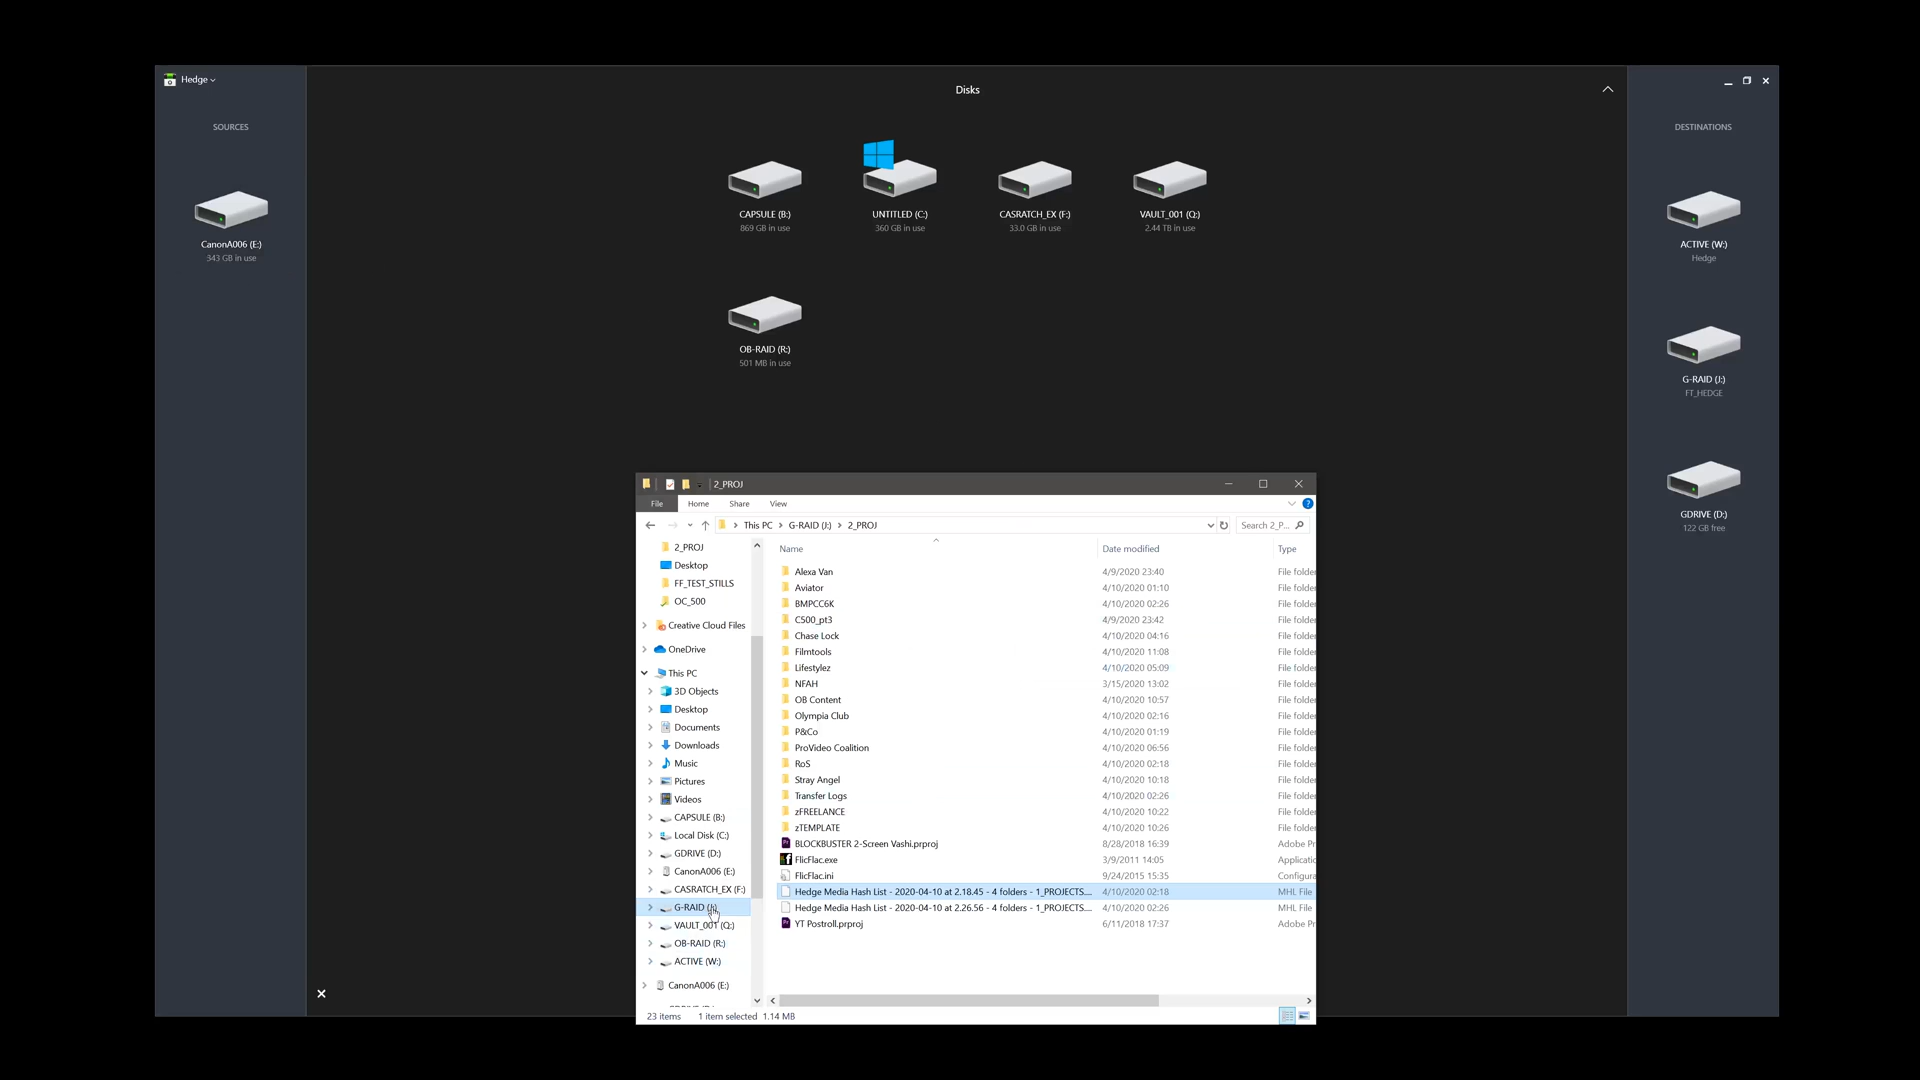 Hedge
SOURCES
Disks
DESTINATIONS
CanonA006 (E:)
343 GB in use
CAPSULE (B:)
869 GB in use
UNTITLED (C:)
360 GB in use
CASRATCH_EX (F:)
33.0 GB in use
VAULT_001 (Q:)
2.44 TB in use
OB-RAID (R:)
501 MB in use
ACTIVE (W:)
Hedge
G-RAID (J:)
FT_HEDGE
GDRIVE (D:)
122 GB free
2_PROJ
File Home Share View
This PC G-RAID (J:) 2_PROJ
Search 2_P...
2_PROJ
Desktop
FF_TEST_STILLS
OC_500
Creative Cloud Files
OneDrive
This PC
3D Objects
Desktop
Documents
Downloads
Music
Pictures
Videos
CAPSULE (B:)
Local Disk (C:)
GDRIVE (D:)
CanonA006 (E:)
CASRATCH_EX (F:)
G-RAID (J:)
VAULT_001 (Q:)
OB-RAID (R:)
ACTIVE (W:)
CanonA006 (E:)
Name Date modified Type
Alexa Van 4/9/2020 23:40 File folder
Aviator 4/10/2020 01:10 File folder
BMPCC6K 4/10/2020 02:26 File folder
C500_pt3 4/9/2020 23:42 File folder
Chase Lock 4/10/2020 04:16 File folder
Filmtools 4/10/2020 11:08 File folder
Lifestylez 4/10/2020 05:09 File folder
NFAH 3/15/2020 13:02 File folder
OB Content 4/10/2020 10:57 File folder
Olympia Club 4/10/2020 02:16 File folder
P&Co 4/10/2020 01:19 File folder
ProVideo Coalition 4/10/2020 06:56 File folder
RoS 4/10/2020 02:18 File folder
Stray Angel 4/10/2020 10:18 File folder
Transfer Logs 4/10/2020 02:26 File folder
zFREELANCE 4/10/2020 10:22 File folder
zTEMPLATE 4/10/2020 10:26 File folder
BLOCKBUSTER 2-Screen Vashi.prproj 8/28/2018 16:39 Adobe Pr
FlicFlac.exe 3/9/2011 14:05 Applicatic
FlicFlac.ini 9/24/2015 15:35 Configura
Hedge Media Hash List - 2020-04-10 at 2.18.45 - 4 folders - 1_PROJECTS.... 4/10/2020 02:18 MHL File
Hedge Media Hash List - 2020-04-10 at 2.26.56 - 4 folders - 1_PROJECTS.... 4/10/2020 02:26 MHL File
YT Postroll.prproj 6/11/2018 17:37 Adobe Pr
23 items 1 item selected 1.14 MB